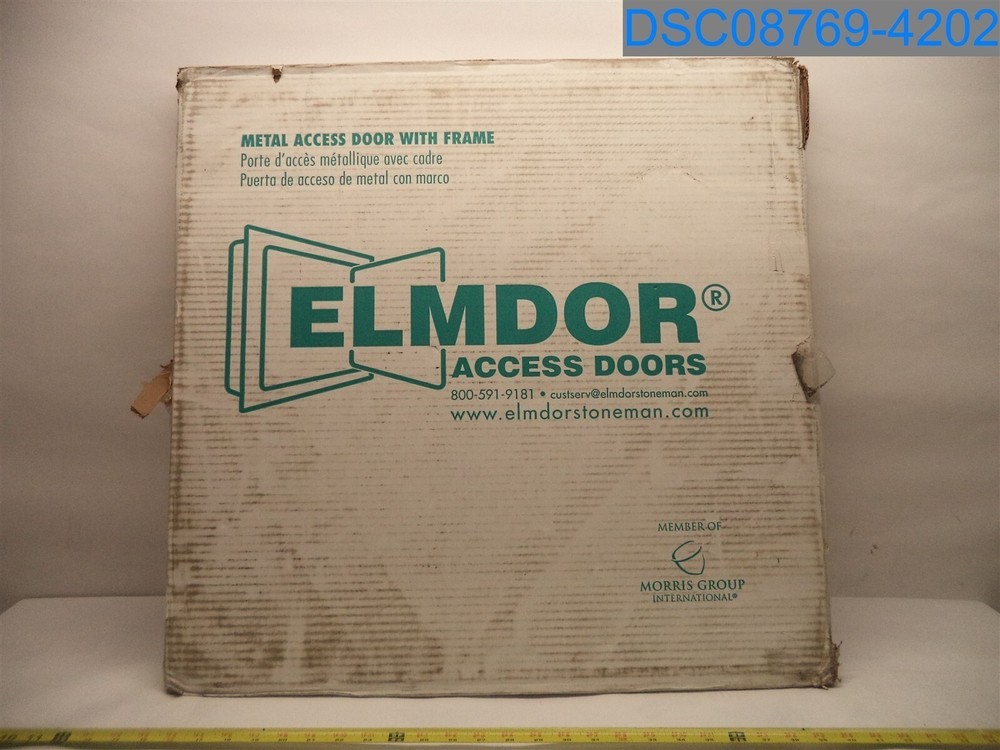 DSC08769-4202
METAL ACCESS DOOR WITH FRAME
Porte d'accès métallique avec cadre
Puerta de acceso de metal con marco
ELMDOR®
ACCESS DOORS
800-591-9181 • custserv@elmdorstoneman.com
www.elmdorstoneman.com
MEMBER OF
MORRIS GROUP
INTERNATIONAL®